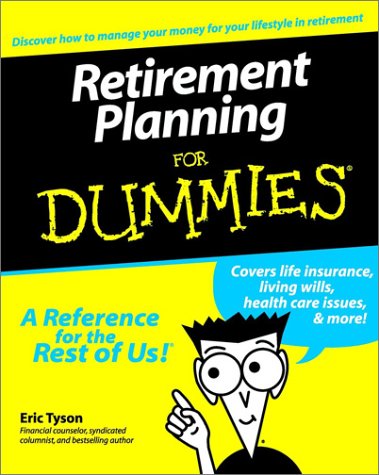 Discover how to manage your money for your lifestyle in retirement
Retirement
Planning
FOR
DUMMIES®
Covers life insurance,
living wills,
health care issues,
& more!
A Reference
for the
Rest of Us!®
Eric Tyson
Financial counselor, syndicated
columnist, and bestselling author